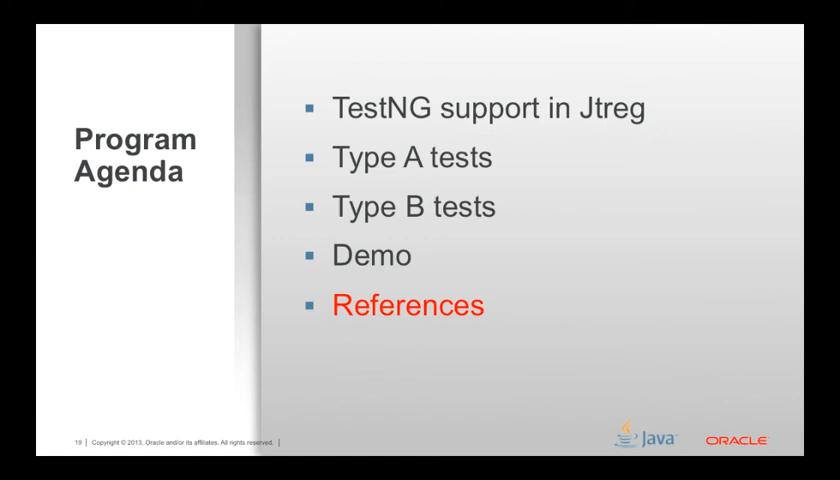 Program
Agenda
TestNG support in Jtreg
Type A tests
Type B tests
Demo
References
19 | Copyright © 2013, Oracle and/or its affiliates. All rights reserved. |
Java™
ORACLE